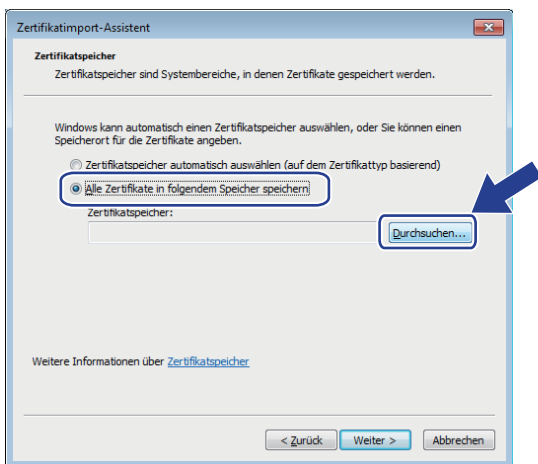 Zertifikatimport-Assistent
Zertifikatspeicher
Zertifikatspeicher sind Systembereiche, in denen Zertifikate gespeichert werden.
Windows kann automatisch einen Zertifikatspeicher auswählen, oder Sie können einen
Speicherort für die Zertifikate angeben.
Zertifikatspeicher automatisch auswählen (auf dem Zertifikattyp basierend)
Alle Zertifikate in folgendem Speicher speichern
Zertifikatspeicher:
Durchsuchen...
Weitere Informationen über Zertifikatspeicher
< Zurück Weiter > Abbrechen